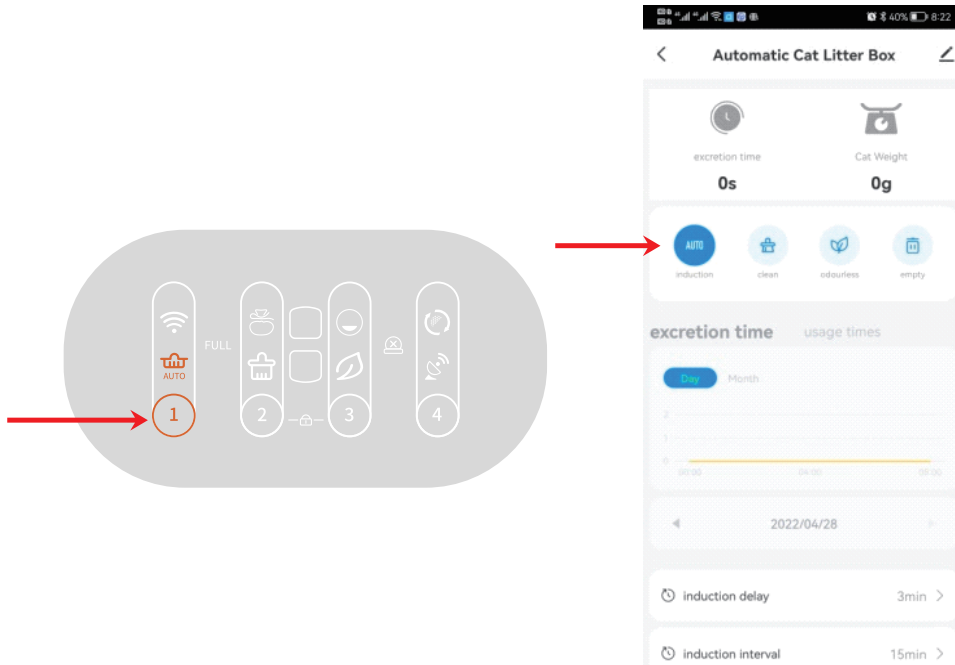 FULL
AUTO
1
2
3
4
40%
8:22
Automatic Cat Litter Box
excretion time
Cat Weight
0s
0g
AUTO
induction
clean
odourless
empty
excretion time
usage times
Day
Month
2
1
0
00:00
04:00
08:00
2022/04/28
induction delay
3min
induction interval
15min